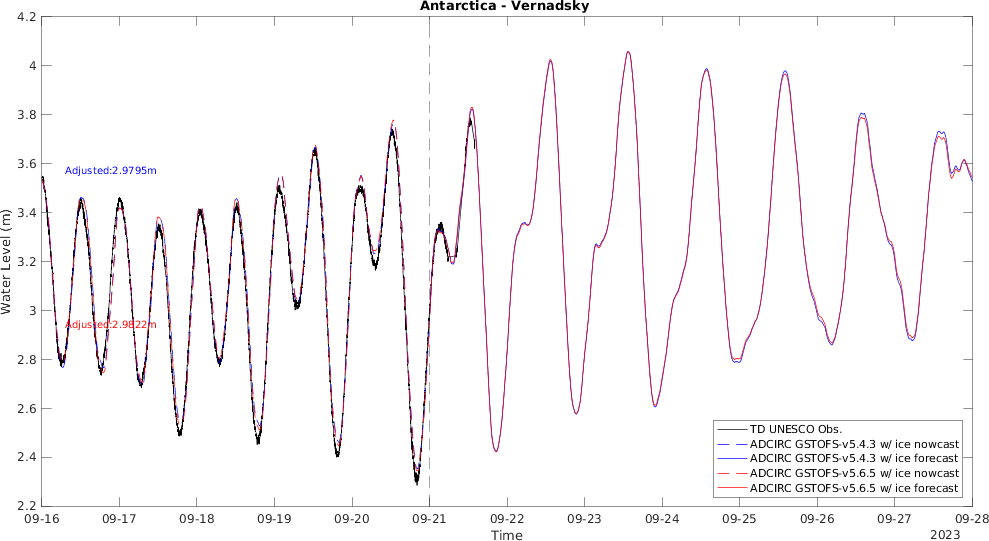 Antarctica - Vernadsky
4.2
4
3.8
3.6
3.4
3.2
3
2.8
2.6
2.4
2.2
Water Level (m)
Adjusted:2.9795m
Adjusted:2.9822m
TD UNESCO Obs.
ADCIRC GSTOFS-v5.4.3 w/ ice nowcast
ADCIRC GSTOFS-v5.4.3 w/ ice forecast
ADCIRC GSTOFS-v5.6.5 w/ ice nowcast
ADCIRC GSTOFS-v5.6.5 w/ ice forecast
09-16 09-17 09-18 09-19 09-20 09-21 09-22 09-23 09-24 09-25 09-26 09-27 09-28
Time
2023